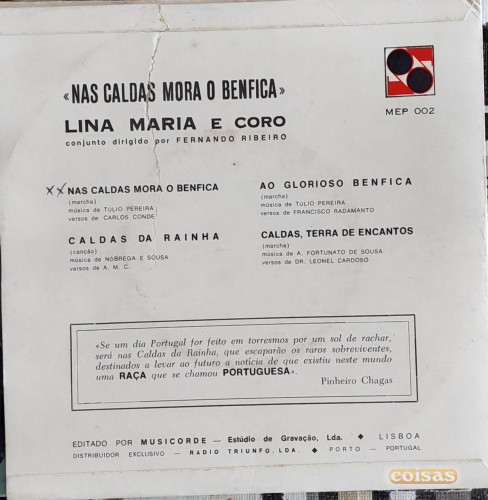 «NAS CALDAS MORA O BENFICA»
LINA MARIA E CORO
conjunto dirigido por FERNANDO RIBEIRO
MEP 002
xx NAS CALDAS MORA O BENFICA
(marcha)
música de TULIO PEREIRA
versos de CARLOS CONDE
CALDAS DA RAINHA
(canção)
música de NÓBREGA E SOUSA
versos de A. M. C.
AO GLORIOSO BENFICA
(marcha)
música de TULIO PEREIRA
versos de FRANCISCO RADAMANTO
CALDAS, TERRA DE ENCANTOS
(marcha)
música de A. FORTUNATO DE SOUSA
versos de DR. LEONEL CARDOSO
«Se um dia Portugal for feito em torresmos por um sol de rachar,
será nas Caldas da Rainha, que escaparão os raros sobreviventes,
destinados a levar ao futuro a notícia de que existiu neste mundo
uma RAÇA que se chamou PORTUGUESA».
Pinheiro Chagas
EDITADO POR MUSICORDE — Estúdio de Gravação, Lda. ◆ LISBOA
DISTRIBUIDOR EXCLUSIVO — RADIO TRIUNFO, LDA. ◆ PORTO — PORTUGAL
coisas